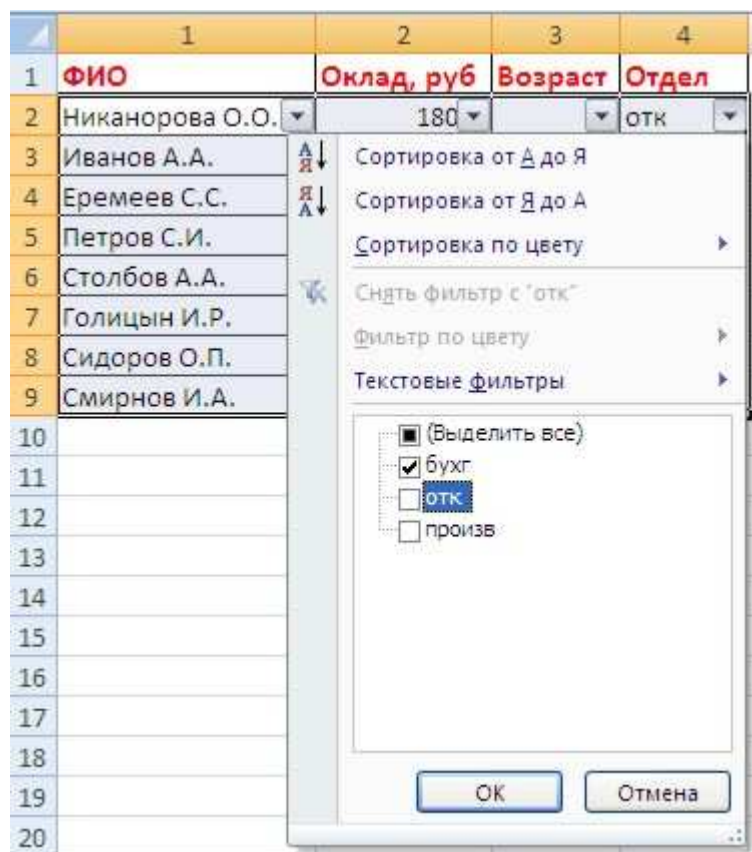 1 2 3 4
1 ФИО Оклад, руб Возраст Отдел
2 Никанорова О.О. 180 отк
3 Иванов А.А.
4 Еремеев С.С.
5 Петров С.И.
6 Столбов А.А.
7 Голицын И.Р.
8 Сидоров О.П.
9 Смирнов И.А.
10
11
12
13
14
15
16
17
18
19
20
Сортировка от А до Я
Сортировка от Я до А
Сортировка по цвету
Снять фильтр с "отк"
Фильтр по цвету
Текстовые фильтры
(Выделить все)
бухг
отк
произв
ОК Отмена